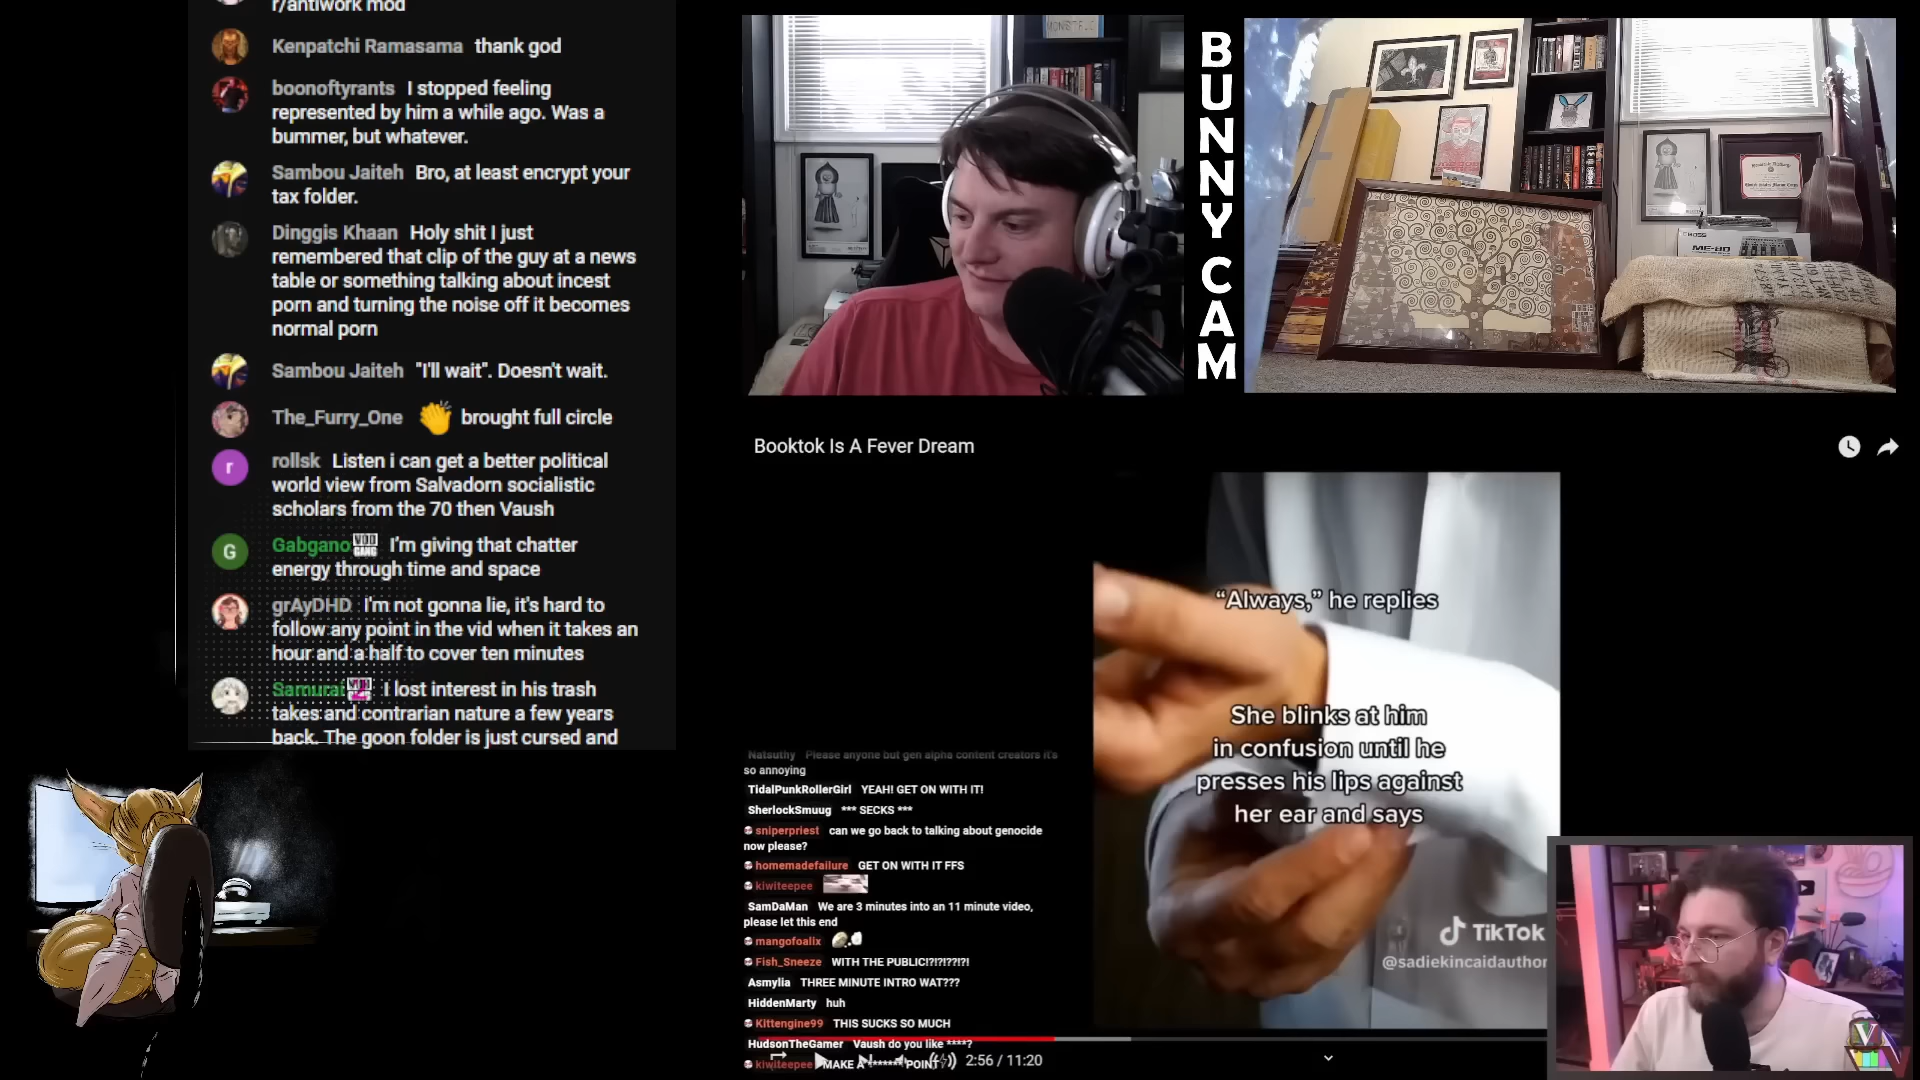 r/antiwork mod
Kenpatchi Ramasama thank god
boonoftyrants I stopped feeling
represented by him a while ago. Was a
bummer, but whatever.
Sambou Jaiteh Bro, at least encrypt your
tax folder.
Dinggis Khaan Holy shit I just
remembered that clip of the guy at a news
table or something talking about incest
porn and turning the noise off it becomes
normal porn
Sambou Jaiteh "I'll wait". Doesn't wait.
The_Furry_One 👏 brought full circle
r
rollsk Listen i can get a better political
world view from Salvadorn socialistic
scholars from the 70 then Vaush
G
Gabgano VOD GANG I'm giving that chatter
energy through time and space
grAyDHD I'm not gonna lie, it's hard to
follow any point in the vid when it takes an
hour and a half to cover ten minutes
Samurai I lost interest in his trash
takes and contrarian nature a few years
back. The goon folder is just cursed and
BUNNY CAM
BOSS
ME-80
Booktok Is A Fever Dream
"Always," he replies
She blinks at him
in confusion until he
presses his lips against
her ear and says
TikTok
@sadiekincaidauthor
Natsuthy Please anyone but gen alpha content creators it's
so annoying
TidalPunkRollerGirl YEAH! GET ON WITH IT!
SherlockSmuug *** SECKS ***
sniperpriest can we go back to talking about genocide
now please?
homemadefailure GET ON WITH IT FFS
kiwiteepee
SamDaMan We are 3 minutes into an 11 minute video,
please let this end
mangofoalix
Fish_Sneeze WITH THE PUBLIC!?!?!??!?!
Asmylia THREE MINUTE INTRO WAT???
HiddenMarty huh
Kittengine99 THIS SUCKS SO MUCH
HudsonTheGamer Vaush do you like ****?
kiwiteepee MAKE A ******* POINT
2:56 / 11:20